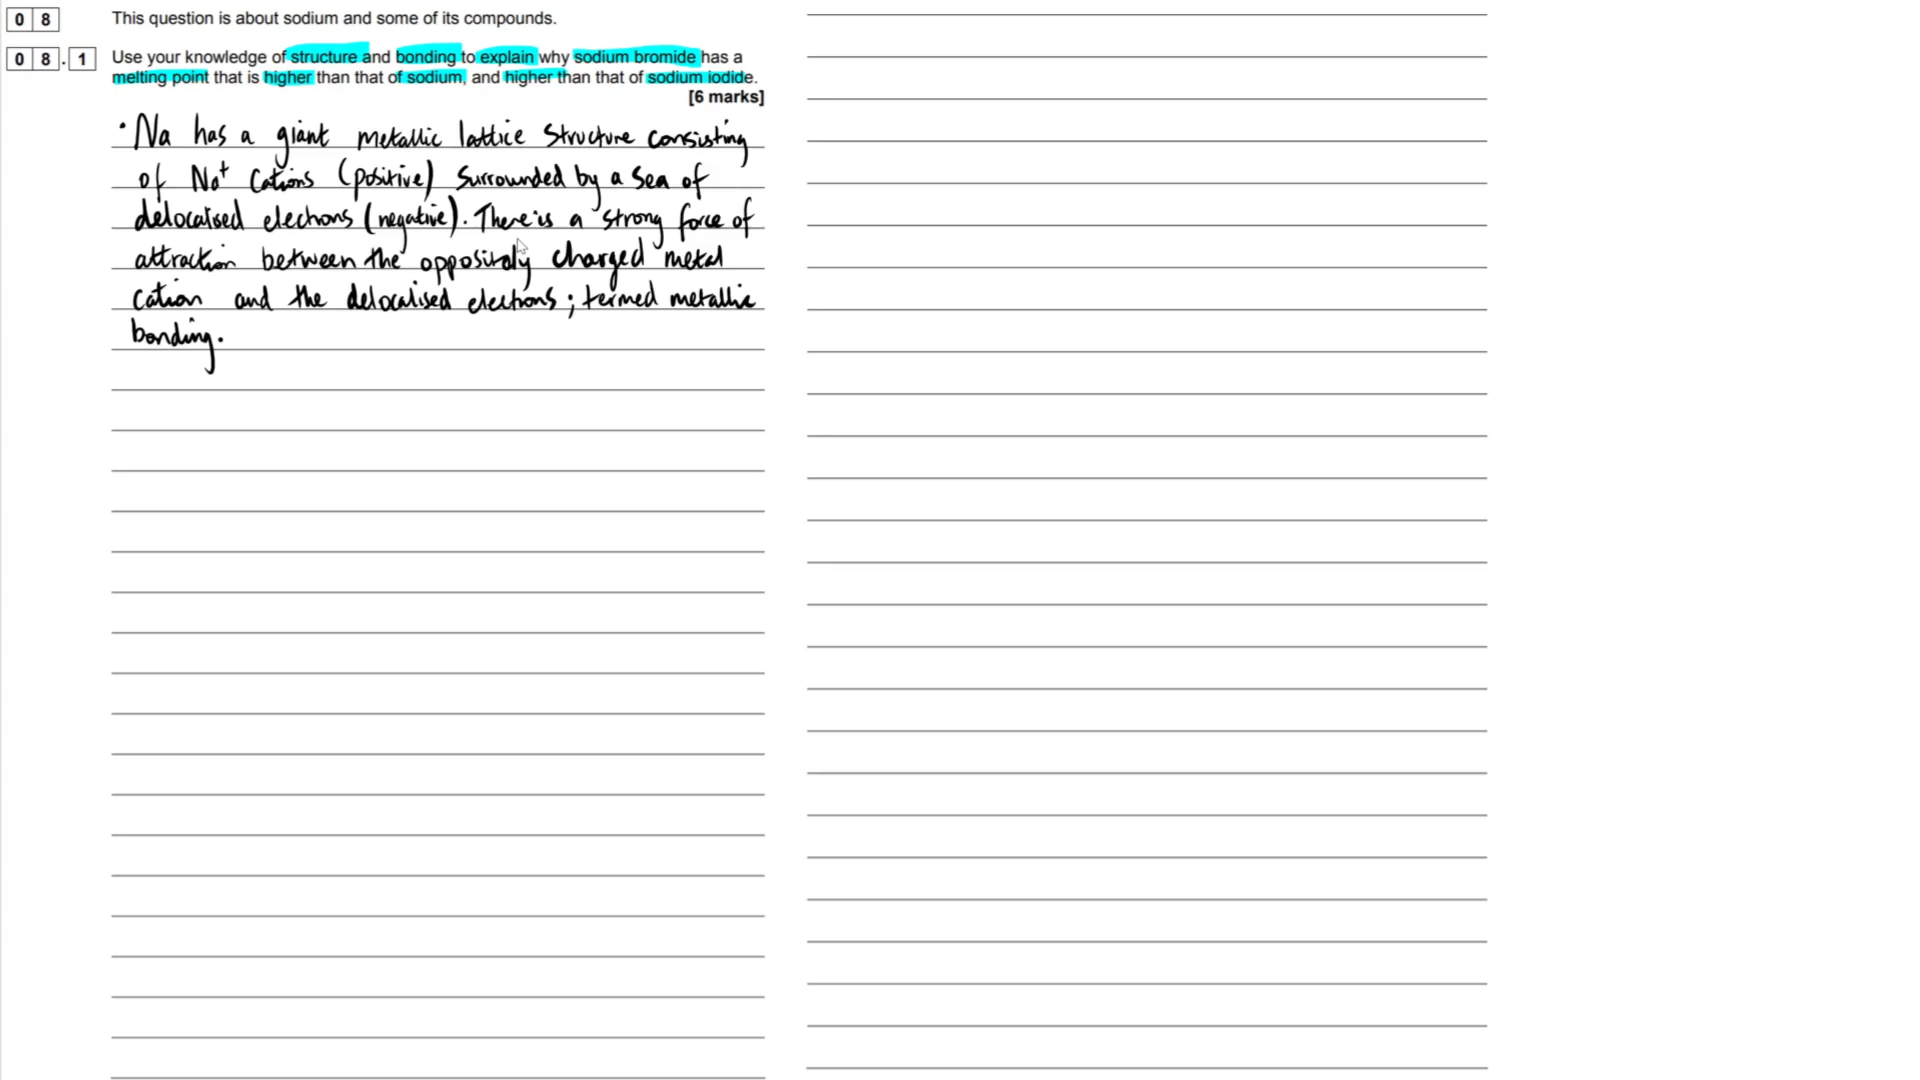 0 8 This question is about sodium and some of its compounds.
0 8 . 1 Use your knowledge of structure and bonding to explain why sodium bromide has a
melting point that is higher than that of sodium, and higher than that of sodium iodide.
[6 marks]
• Na has a giant metallic lattice structure consisting
of Na⁺ cations (positive) surrounded by a sea of
delocalised electrons (negative). There is a strong force of
attraction between the oppositely charged metal
cation and the delocalised electrons ; termed metallic
bonding.